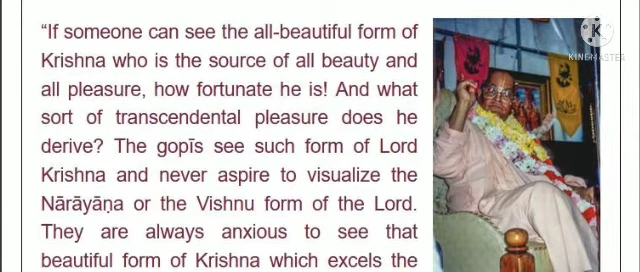 “If someone can see the all-beautiful form of
Krishna who is the source of all beauty and
all pleasure, how fortunate he is! And what
sort of transcendental pleasure does he
derive? The gopīs see such form of Lord
Krishna and never aspire to visualize the
Nārāyaṇa or the Vishnu form of the Lord.
They are always anxious to see that
beautiful form of Krishna which excels the
KINEMASTER